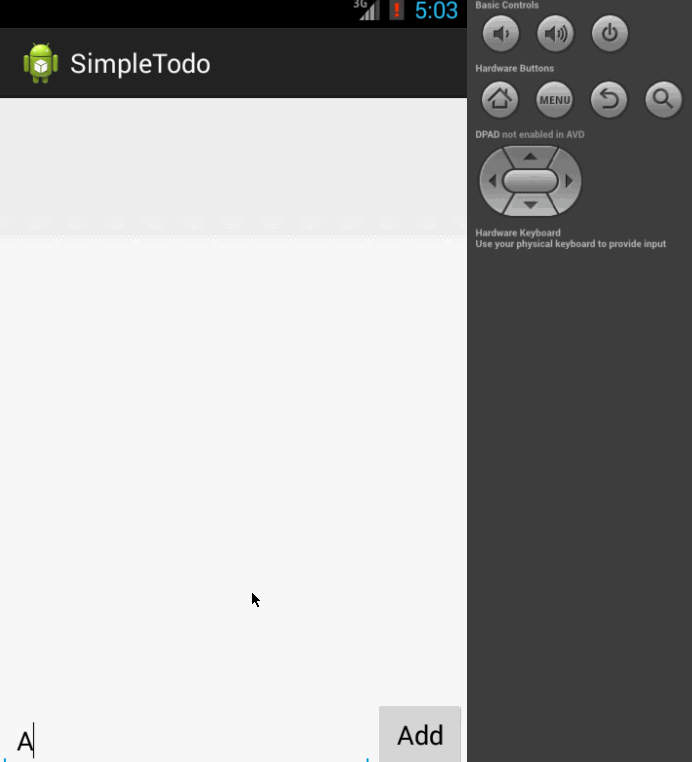 3G
5:03
SimpleTodo
A
Add
Basic Controls
Hardware Buttons
MENU
DPAD not enabled in AVD
Hardware Keyboard
Use your physical keyboard to provide input